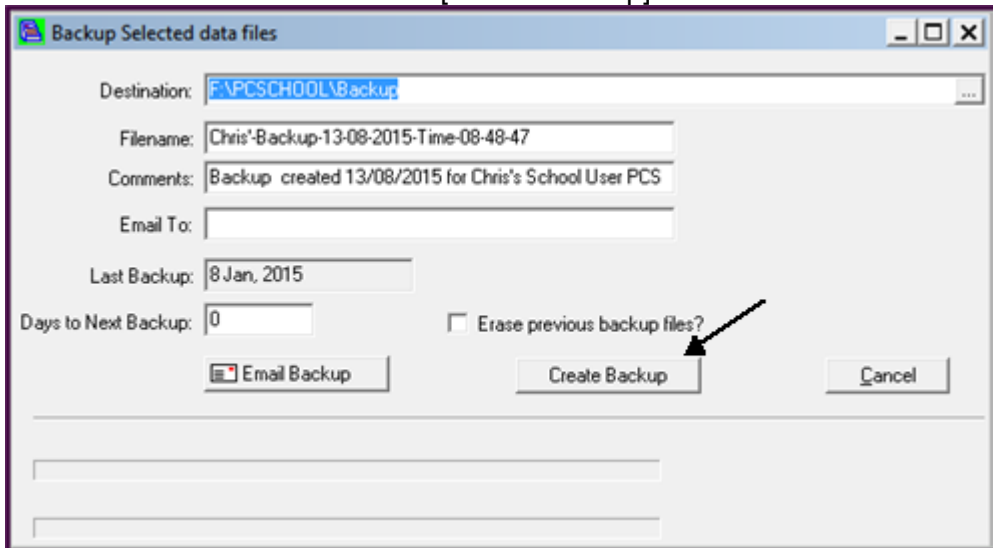 Backup Selected data files
Destination: F:\PCSCHOOL\Backup ...
Filename: Chris'-Backup-13-08-2015-Time-08-48-47
Comments: Backup  created 13/08/2015 for Chris's School User PCS
Email To:
Last Backup: 8 Jan, 2015
Days to Next Backup: 0 Erase previous backup files?
Email Backup Create Backup Cancel